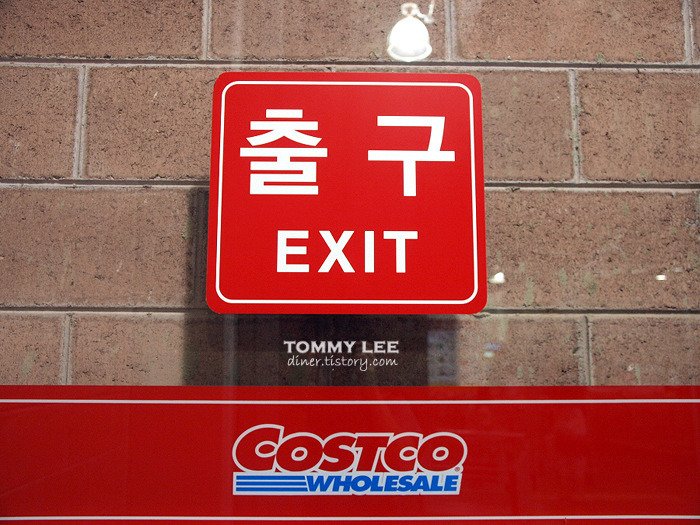 출구
EXIT
TOMMY LEE
diner.tistory.com
COSTCO
WHOLESALE